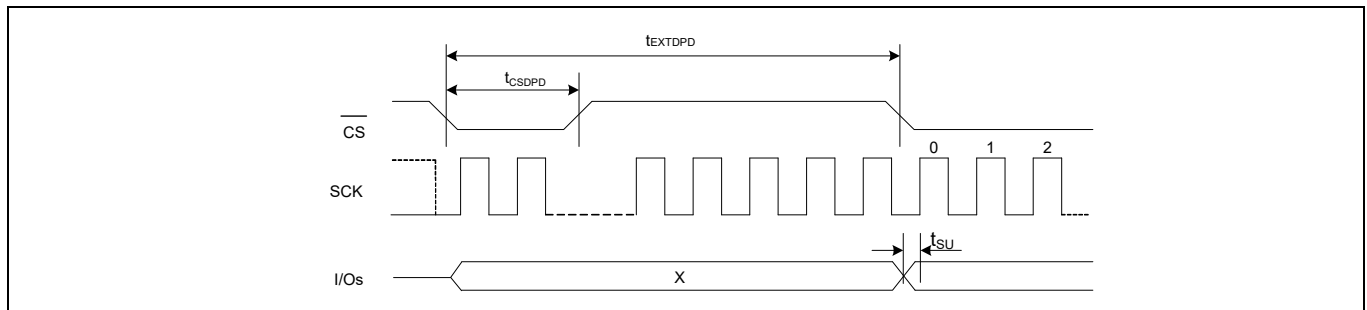 tEXTDPD
tCSDPD
CS
0 1 2
SCK
tSU
X
I/Os